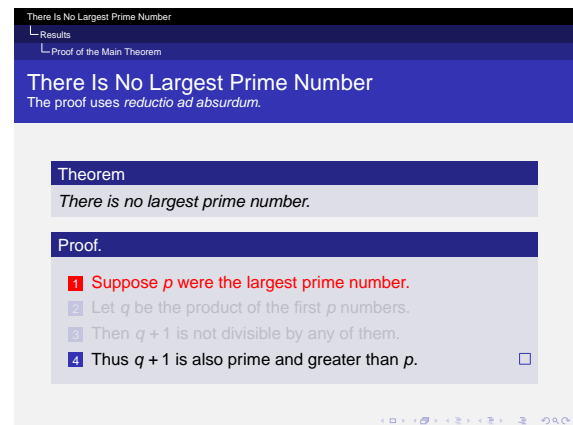 There Is No Largest Prime Number
Results
Proof of the Main Theorem
There Is No Largest Prime Number
The proof uses reductio ad absurdum.
Theorem
There is no largest prime number.
Proof.
1 Suppose p were the largest prime number.
2 Let q be the product of the first p numbers.
3 Then q + 1 is not divisible by any of them.
4 Thus q + 1 is also prime and greater than p.